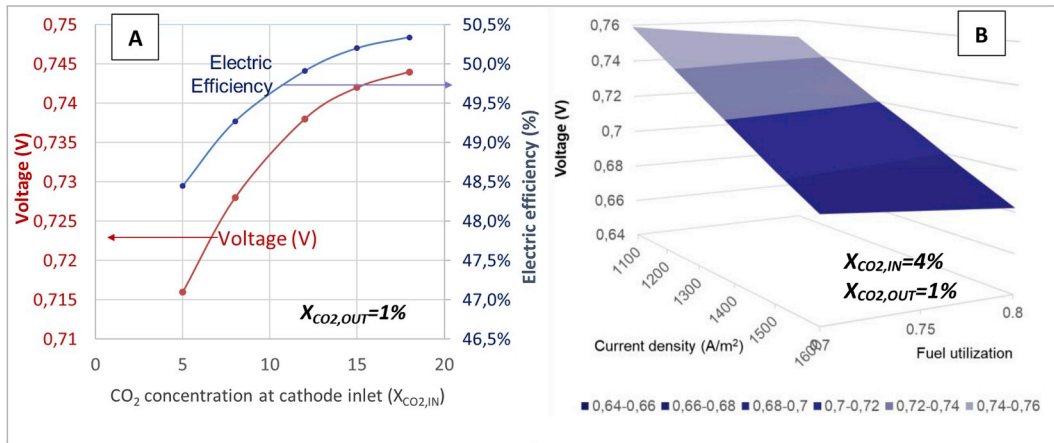 A
0,75
0,745
0,74
0,735
0,73
0,725
0,72
0,715
0,71
Voltage (V)
50,5%
50,0%
49,5%
49,0%
48,5%
48,0%
47,5%
47,0%
46,5%
Electric efficiency (%)
Electric
Efficiency
Voltage (V)
X_CO2,OUT=1%
0 5 10 15 20
CO₂ concentration at cathode inlet (X_CO2,IN)
B
0,76
0,74
0,72
0,7
0,68
0,66
0,64
Voltage (V)
X_CO2,IN=4%
X_CO2,OUT=1%
1100
1200
1300
1400
1500
1600
Current density (A/m²)
0.7
0.75
0.8
Fuel utilization
0,64-0,66 0,66-0,68 0,68-0,7 0,7-0,72 0,72-0,74 0,74-0,76